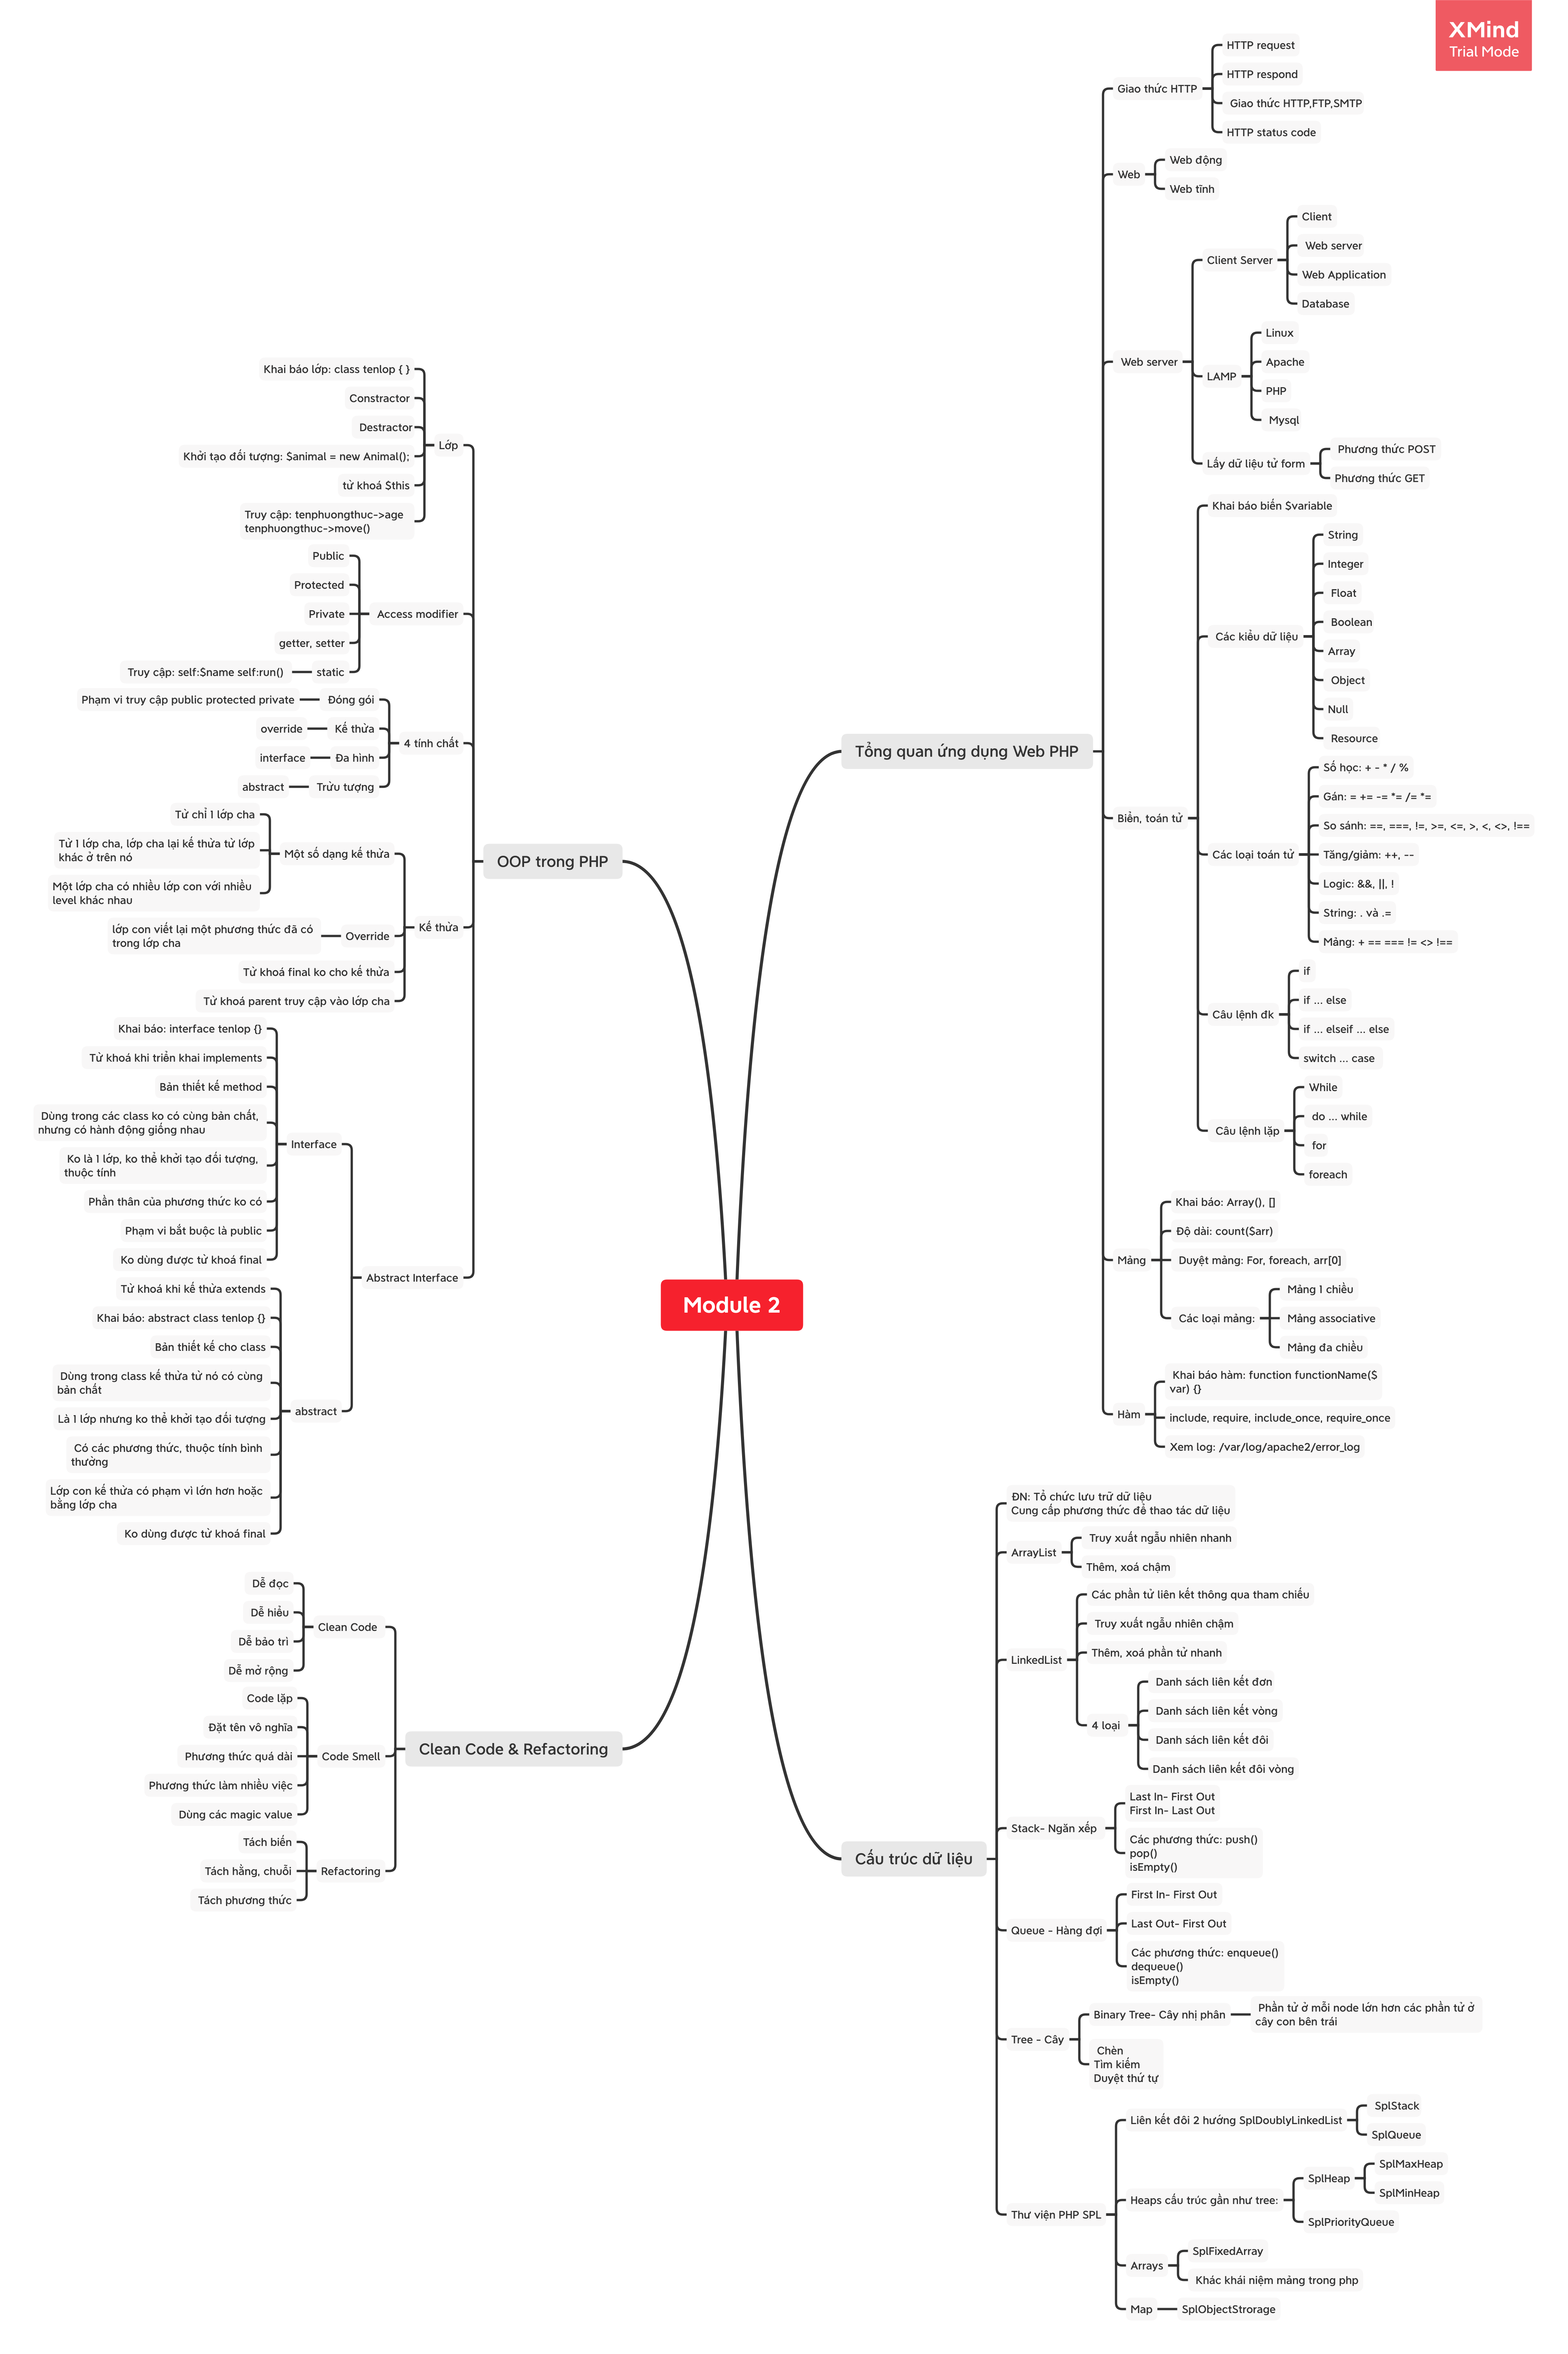 XMind
Trial Mode
Module 2
Tổng quan ứng dụng Web PHP
Giao thức HTTP
HTTP request
HTTP respond
Giao thức HTTP,FTP,SMTP
HTTP status code
Web
Web động
Web tĩnh
Web server
Client Server
Client
Web server
Web Application
Database
LAMP
Linux
Apache
PHP
Mysql
Lấy dữ liệu từ form
Phương thức POST
Phương thức GET
Biến, toán tử
Khai báo biến $variable
Các kiểu dữ liệu
String
Integer
Float
Boolean
Array
Object
Null
Resource
Các loại toán tử
Số học: + - * / %
Gán: = += -= *= /= *=
So sánh: ==, ===, !=, >=, <=, >, <, <>, !==
Tăng/giảm: ++, --
Logic: &&, ||, !
String: . và .=
Mảng: + == === != <> !==
Câu lệnh đk
if
if ... else
if ... elseif ... else
switch ... case
Câu lệnh lặp
While
do ... while
for
foreach
Mảng
Khai báo: Array(), []
Độ dài: count($arr)
Duyệt mảng: For, foreach, arr[0]
Các loại mảng:
Mảng 1 chiều
Mảng associative
Mảng đa chiều
Hàm
Khai báo hàm: function functionName($
var) {}
include, require, include_once, require_once
Xem log: /var/log/apache2/error_log
Cấu trúc dữ liệu
ĐN: Tổ chức lưu trữ dữ liệu
Cung cấp phương thức để thao tác dữ liệu
ArrayList
Truy xuất ngẫu nhiên nhanh
Thêm, xoá chậm
LinkedList
Các phần tử liên kết thông qua tham chiếu
Truy xuất ngẫu nhiên chậm
Thêm, xoá phần tử nhanh
4 loại
Danh sách liên kết đơn
Danh sách liên kết vòng
Danh sách liên kết đôi
Danh sách liên kết đôi vòng
Stack- Ngăn xếp
Last In- First Out
First In- Last Out
Các phương thức: push()
pop()
isEmpty()
Queue - Hàng đợi
First In- First Out
Last Out- First Out
Các phương thức: enqueue()
dequeue()
isEmpty()
Tree - Cây
Binary Tree- Cây nhị phân
Phần tử ở mỗi node lớn hơn các phần tử ở
cây con bên trái
Chèn
Tìm kiếm
Duyệt thứ tự
Thư viện PHP SPL
Liên kết đôi 2 hướng SplDoublyLinkedList
SplStack
SplQueue
Heaps cấu trúc gần như tree:
SplHeap
SplMaxHeap
SplMinHeap
SplPriorityQueue
Arrays
SplFixedArray
Khác khái niệm mảng trong php
Map
SplObjectStrorage
OOP trong PHP
Lớp
Khai báo lớp: class tenlop { }
Constractor
Destractor
Khởi tạo đối tượng: $animal = new Animal();
từ khoá $this
Truy cập: tenphuongthuc->age
tenphuongthuc->move()
Access modifier
Public
Protected
Private
getter, setter
static
Truy cập: self:$name self:run()
4 tính chất
Đóng gói
Phạm vi truy cập public protected private
Kế thừa
override
Đa hình
interface
Trừu tượng
abstract
Kế thừa
Một số dạng kế thừa
Từ chỉ 1 lớp cha
Từ 1 lớp cha, lớp cha lại kế thừa từ lớp
khác ở trên nó
Một lớp cha có nhiều lớp con với nhiều
level khác nhau
Override
lớp con viết lại một phương thức đã có
trong lớp cha
Từ khoá final ko cho kế thừa
Từ khoá parent truy cập vào lớp cha
Abstract Interface
Interface
Khai báo: interface tenlop {}
Từ khoá khi triển khai implements
Bản thiết kế method
Dùng trong các class ko có cùng bản chất,
nhưng có hành động giống nhau
Ko là 1 lớp, ko thể khởi tạo đối tượng,
thuộc tính
Phần thân của phương thức ko có
Phạm vi bắt buộc là public
Ko dùng được từ khoá final
abstract
Từ khoá khi kế thừa extends
Khai báo: abstract class tenlop {}
Bản thiết kế cho class
Dùng trong class kế thừa từ nó có cùng
bản chất
Là 1 lớp nhưng ko thể khởi tạo đối tượng
Có các phương thức, thuộc tính bình
thường
Lớp con kế thừa có phạm vi lớn hơn hoặc
bằng lớp cha
Ko dùng được từ khoá final
Clean Code & Refactoring
Clean Code
Dễ đọc
Dễ hiểu
Dễ bảo trì
Dễ mở rộng
Code Smell
Code lặp
Đặt tên vô nghĩa
Phương thức quá dài
Phương thức làm nhiều việc
Dùng các magic value
Refactoring
Tách biến
Tách hằng, chuỗi
Tách phương thức